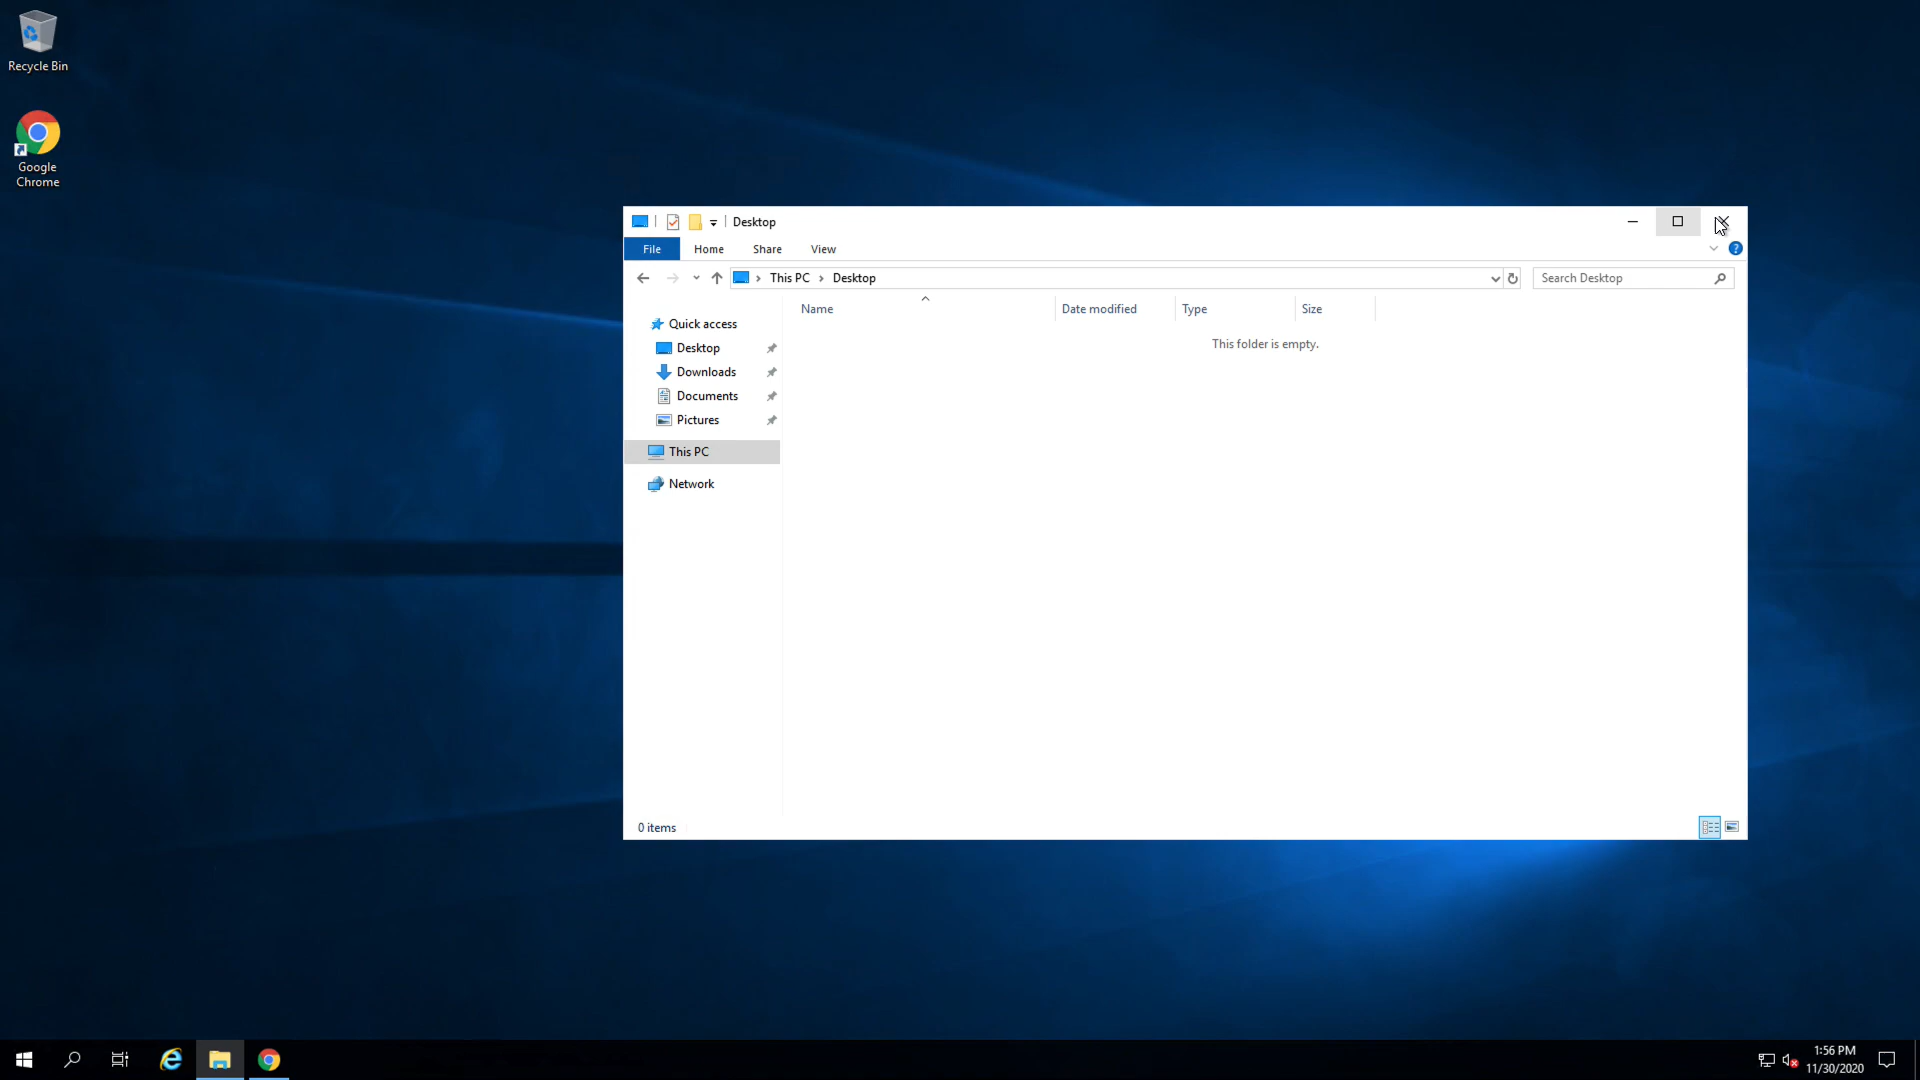 Recycle Bin
Google
Chrome
Desktop
File Home Share View
This PC Desktop
Search Desktop
Name Date modified Type Size
This folder is empty.
Quick access
Desktop
Downloads
Documents
Pictures
This PC
Network
0 items
1:56 PM
11/30/2020